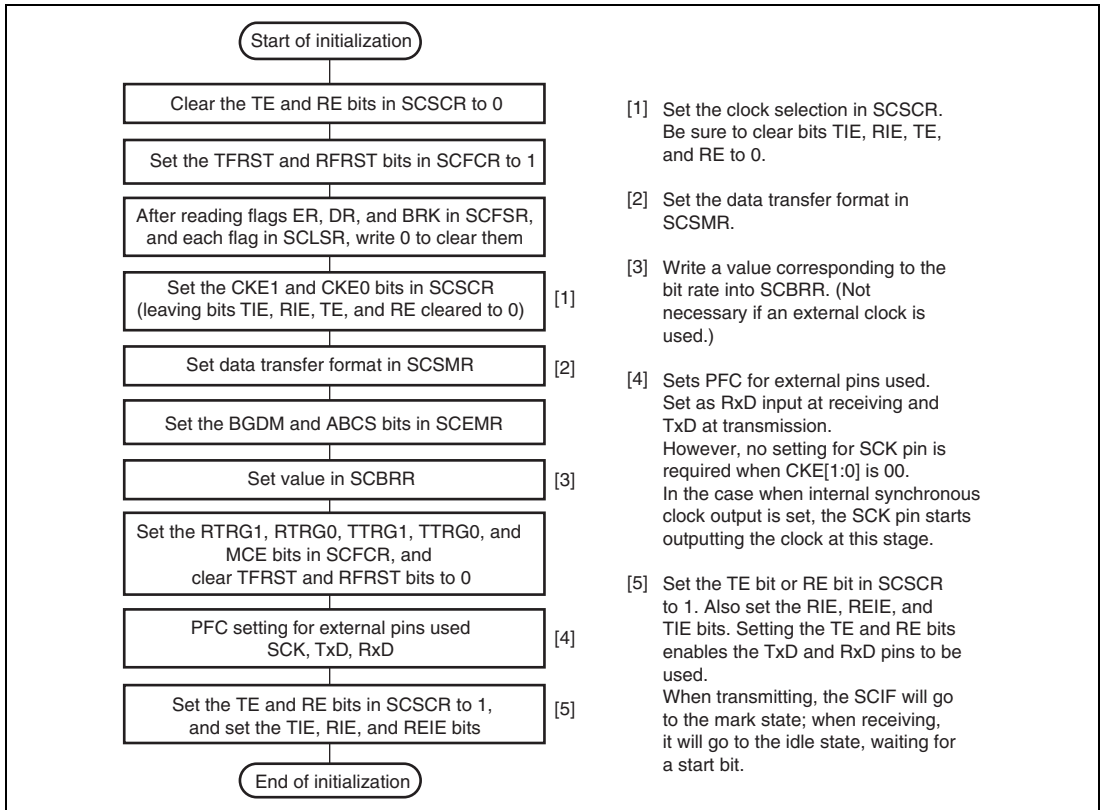 Start of initialization
Clear the TE and RE bits in SCSCR to 0
Set the TFRST and RFRST bits in SCFCR to 1
After reading flags ER, DR, and BRK in SCFSR,
and each flag in SCLSR, write 0 to clear them
Set the CKE1 and CKE0 bits in SCSCR
(leaving bits TIE, RIE, TE, and RE cleared to 0)
[1]
Set data transfer format in SCSMR
[2]
Set the BGDM and ABCS bits in SCEMR
Set value in SCBRR
[3]
Set the RTRG1, RTRG0, TTRG1, TTRG0, and
MCE bits in SCFCR, and
clear TFRST and RFRST bits to 0
PFC setting for external pins used
SCK, TxD, RxD
[4]
Set the TE and RE bits in SCSCR to 1,
and set the TIE, RIE, and REIE bits
[5]
End of initialization
[1] Set the clock selection in SCSCR.
Be sure to clear bits TIE, RIE, TE,
and RE to 0.
[2] Set the data transfer format in
SCSMR.
[3] Write a value corresponding to the
bit rate into SCBRR. (Not
necessary if an external clock is
used.)
[4] Sets PFC for external pins used.
Set as RxD input at receiving and
TxD at transmission.
However, no setting for SCK pin is
required when CKE[1:0] is 00.
In the case when internal synchronous
clock output is set, the SCK pin starts
outputting the clock at this stage.
[5] Set the TE bit or RE bit in SCSCR
to 1. Also set the RIE, REIE, and
TIE bits. Setting the TE and RE bits
enables the TxD and RxD pins to be
used.
When transmitting, the SCIF will go
to the mark state; when receiving,
it will go to the idle state, waiting for
a start bit.